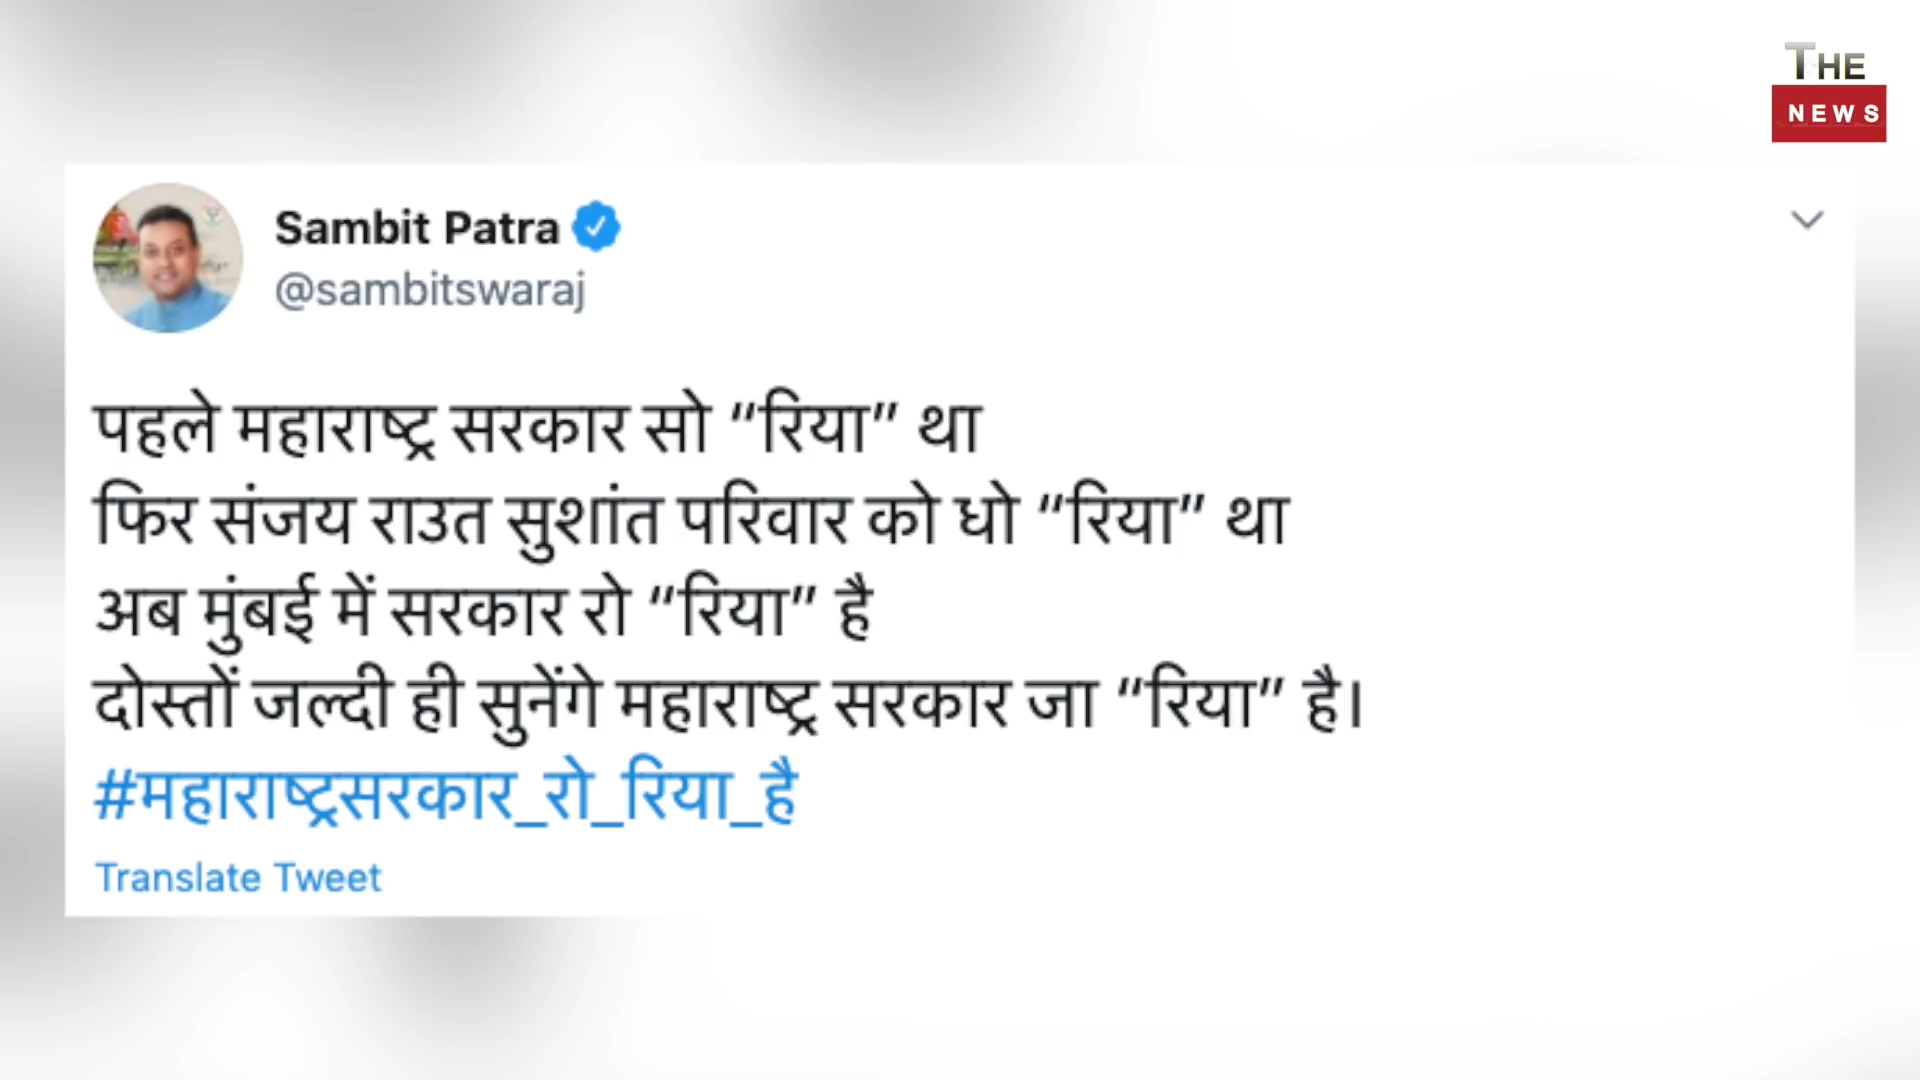 THE
NEWS
Sambit Patra
@sambitswaraj
पहले महाराष्ट्र सरकार सो “रिया” था
फिर संजय राउत सुशांत परिवार को धो “रिया” था
अब मुंबई में सरकार रो “रिया” है
दोस्तों जल्दी ही सुनेंगे महाराष्ट्र सरकार जा “रिया” है।
#महाराष्ट्रसरकार_रो_रिया_है
Translate Tweet